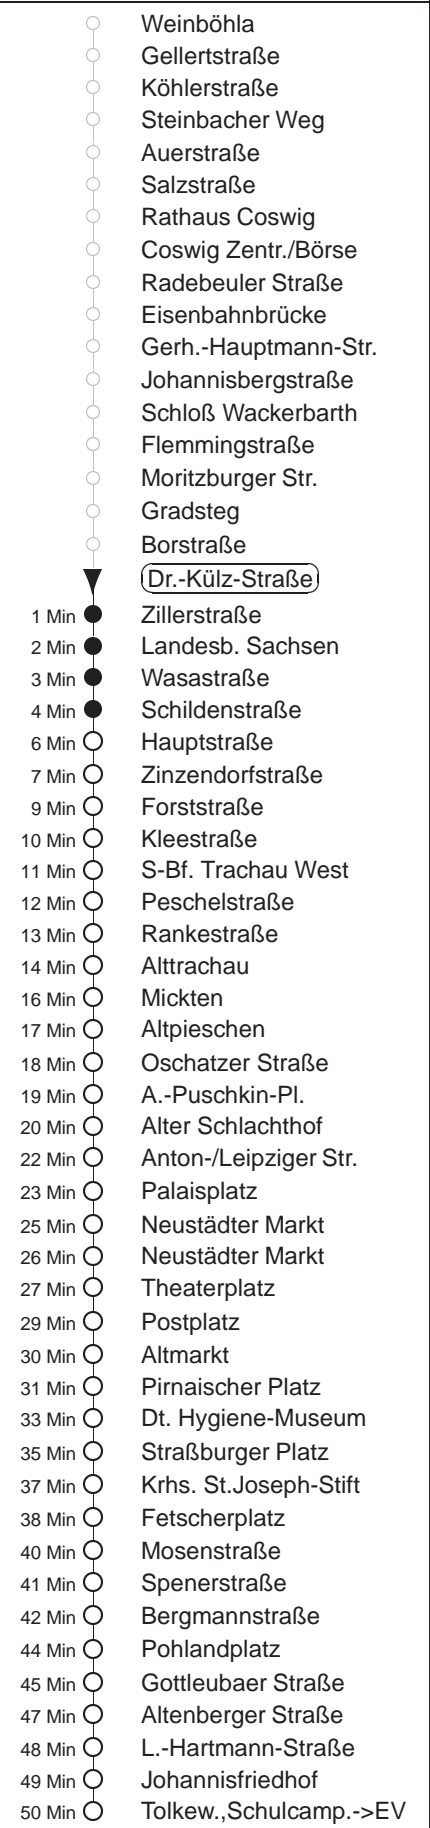 Weinböhla
Gellertstraße
Köhlerstraße
Steinbacher Weg
Auerstraße
Salzstraße
Rathaus Coswig
Coswig Zentr./Börse
Radebeuler Straße
Eisenbahnbrücke
Gerh.-Hauptmann-Str.
Johannisbergstraße
Schloß Wackerbarth
Flemmingstraße
Moritzburger Str.
Gradsteg
Borstraße
Dr.-Külz-Straße
1 Min Zillerstraße
2 Min Landesb. Sachsen
3 Min Wasastraße
4 Min Schildenstraße
6 Min Hauptstraße
7 Min Zinzendorfstraße
9 Min Forststraße
10 Min Kleestraße
11 Min S-Bf. Trachau West
12 Min Peschelstraße
13 Min Rankestraße
14 Min Alttrachau
16 Min Mickten
17 Min Altpieschen
18 Min Oschatzer Straße
19 Min A.-Puschkin-Pl.
20 Min Alter Schlachthof
22 Min Anton-/Leipziger Str.
23 Min Palaisplatz
25 Min Neustädter Markt
26 Min Neustädter Markt
27 Min Theaterplatz
29 Min Postplatz
30 Min Altmarkt
31 Min Pirnaischer Platz
33 Min Dt. Hygiene-Museum
35 Min Straßburger Platz
37 Min Krhs. St.Joseph-Stift
38 Min Fetscherplatz
40 Min Mosenstraße
41 Min Spenerstraße
42 Min Bergmannstraße
44 Min Pohlandplatz
45 Min Gottleubaer Straße
47 Min Altenberger Straße
48 Min L.-Hartmann-Straße
49 Min Johannisfriedhof
50 Min Tolkew.,Schulcamp.->EV